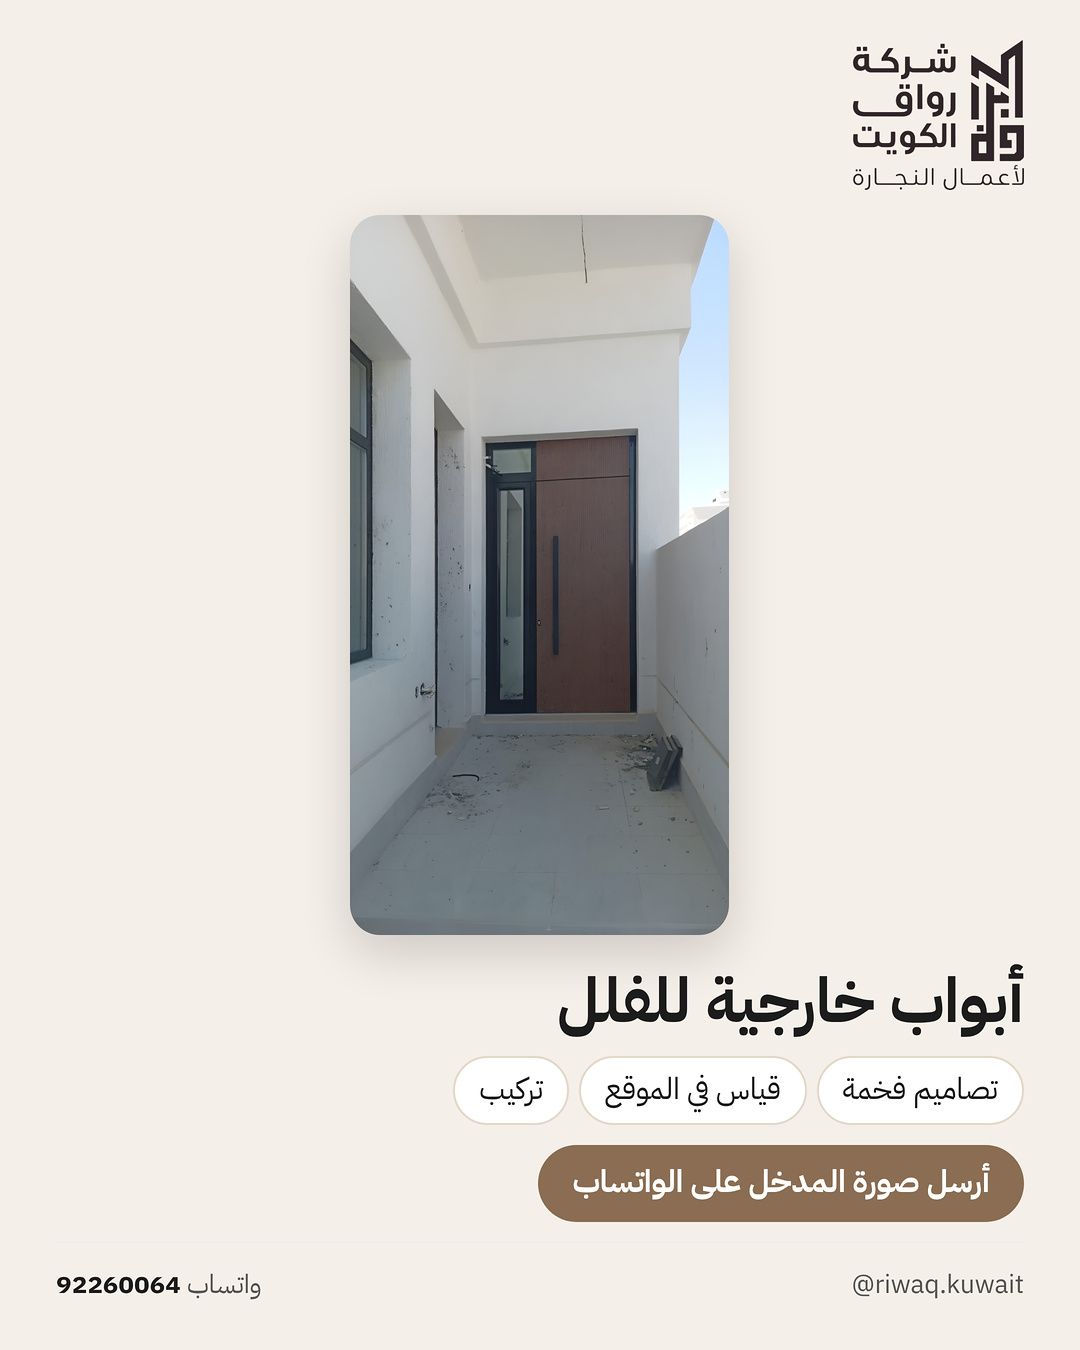 شركة
رواق
الكويت
لأعمال النجارة
أبواب خارجية للفلل
تصاميم فخمة
قياس في الموقع
تركيب
أرسل صورة المدخل على الواتساب
@riwaq.kuwait
واتساب 92260064